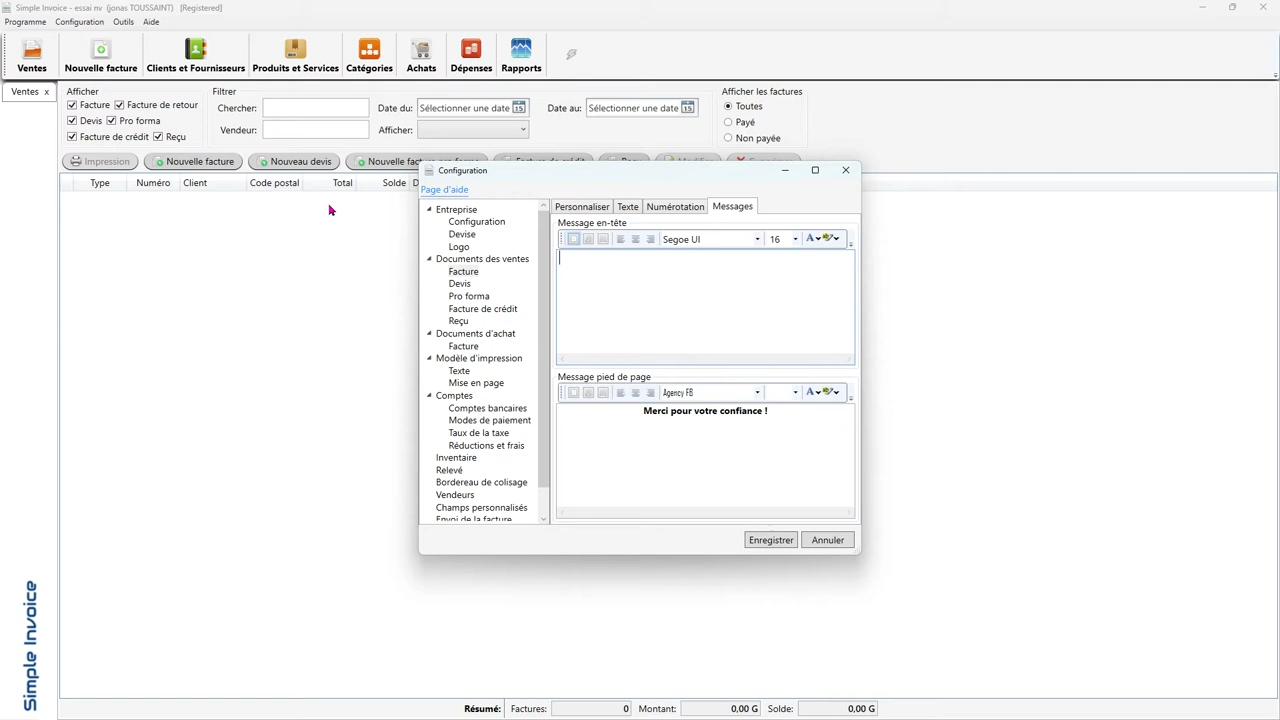 Simple Invoice - essai nv (jonas TOUSSAINT) [Registered]
Programme Configuration Outils Aide
Ventes Nouvelle facture Clients et Fournisseurs Produits et Services Catégories Achats Dépenses Rapports
Ventes x
Afficher Filtrer Afficher les factures
Facture Facture de retour Chercher: Date du: Sélectionner une date 15 Date au: Sélectionner une date 15 Toutes
Devis Pro forma Vendeur: Afficher: Payé
Facture de crédit Reçu Non payée
Impression Nouvelle facture Nouveau devis
Type Numéro Client Code postal Total Solde
Configuration
Page d'aide
Entreprise
Configuration
Devise
Logo
Documents des ventes
Facture
Devis
Pro forma
Facture de crédit
Reçu
Documents d'achat
Facture
Modèle d'impression
Texte
Mise en page
Comptes
Comptes bancaires
Modes de paiement
Taux de la taxe
Réductions et frais
Inventaire
Relevé
Bordereau de colisage
Vendeurs
Champs personnalisés
Envoi de la facture
Personnaliser Texte Numérotation Messages
Message en-tête
Segoe UI 16
Message pied de page
Agency FB
Merci pour votre confiance !
Enregistrer Annuler
Simple Invoice
Résumé: Factures: 0 Montant: 0,00 G Solde: 0,00 G